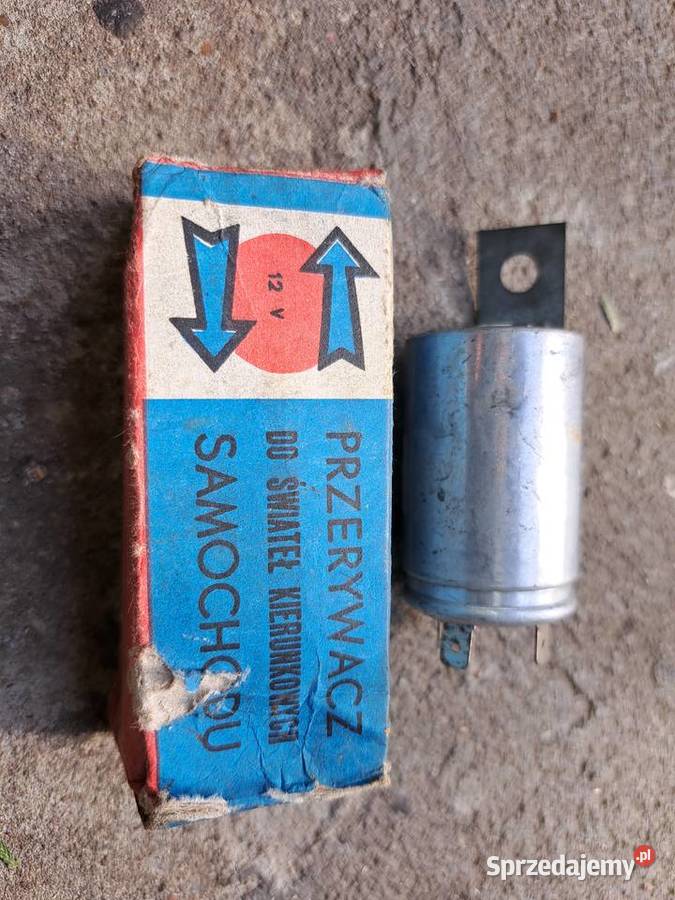 12 V
PRZERYWACZ
DO ŚWIATEŁ KIERUNKOWYCH
SAMOCHODU
Sprzedajemy.pl